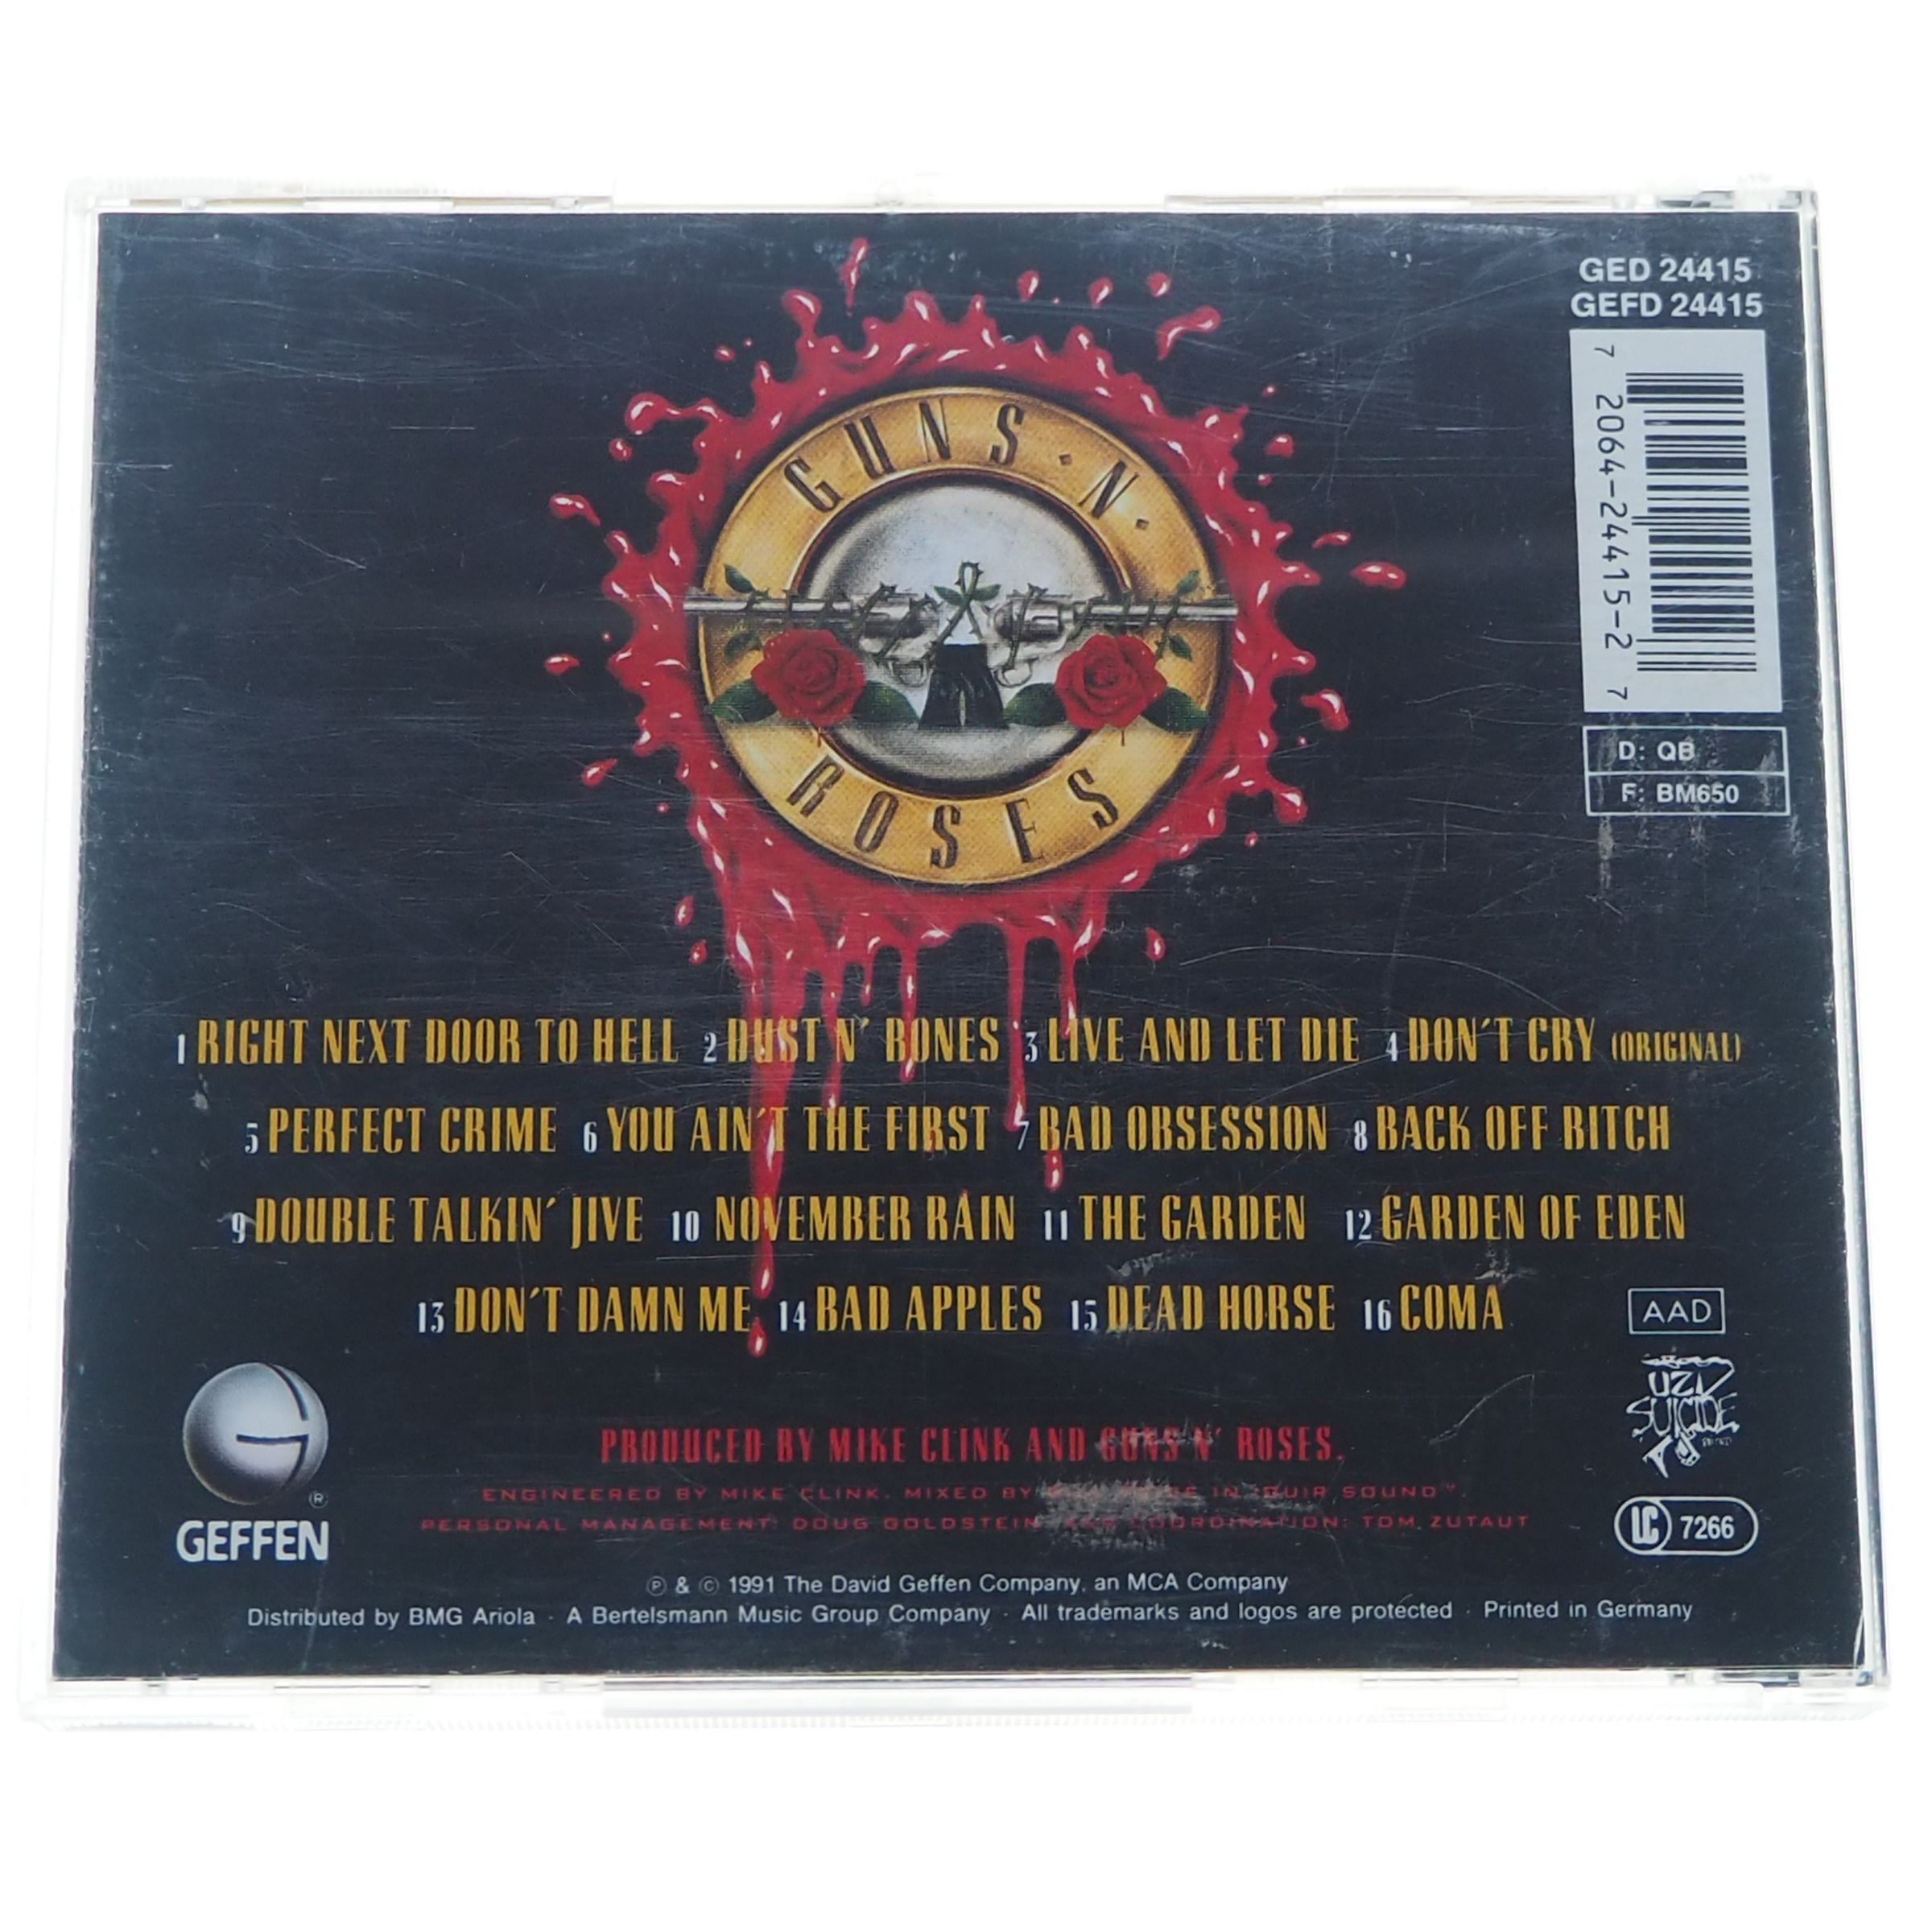 GED 24415
GEFD 24415
7 2064-24415-2 7
D: QB
F: BM650
GUNS · N ·
ROSES
1 RIGHT NEXT DOOR TO HELL 2 DUST N' BONES 3 LIVE AND LET DIE 4 DON'T CRY (ORIGINAL)
5 PERFECT CRIME 6 YOU AIN'T THE FIRST 7 BAD OBSESSION 8 BACK OFF BITCH
9 DOUBLE TALKIN' JIVE 10 NOVEMBER RAIN 11 THE GARDEN 12 GARDEN OF EDEN
13 DON'T DAMN ME 14 BAD APPLES 15 DEAD HORSE 16 COMA
AAD
UZI
SUICIDE
PRODUCED BY MIKE CLINK AND GUNS N' ROSES.
ENGINEERED BY MIKE CLINK. MIXED BY IN SOUND".
PERSONAL MANAGEMENT: DOUG GOLDSTEIN COORDINATION: TOM ZUTAUT
®
GEFFEN
LC 7266
℗ & © 1991 The David Geffen Company, an MCA Company
Distributed by BMG Ariola · A Bertelsmann Music Group Company · All trademarks and logos are protected · Printed in Germany